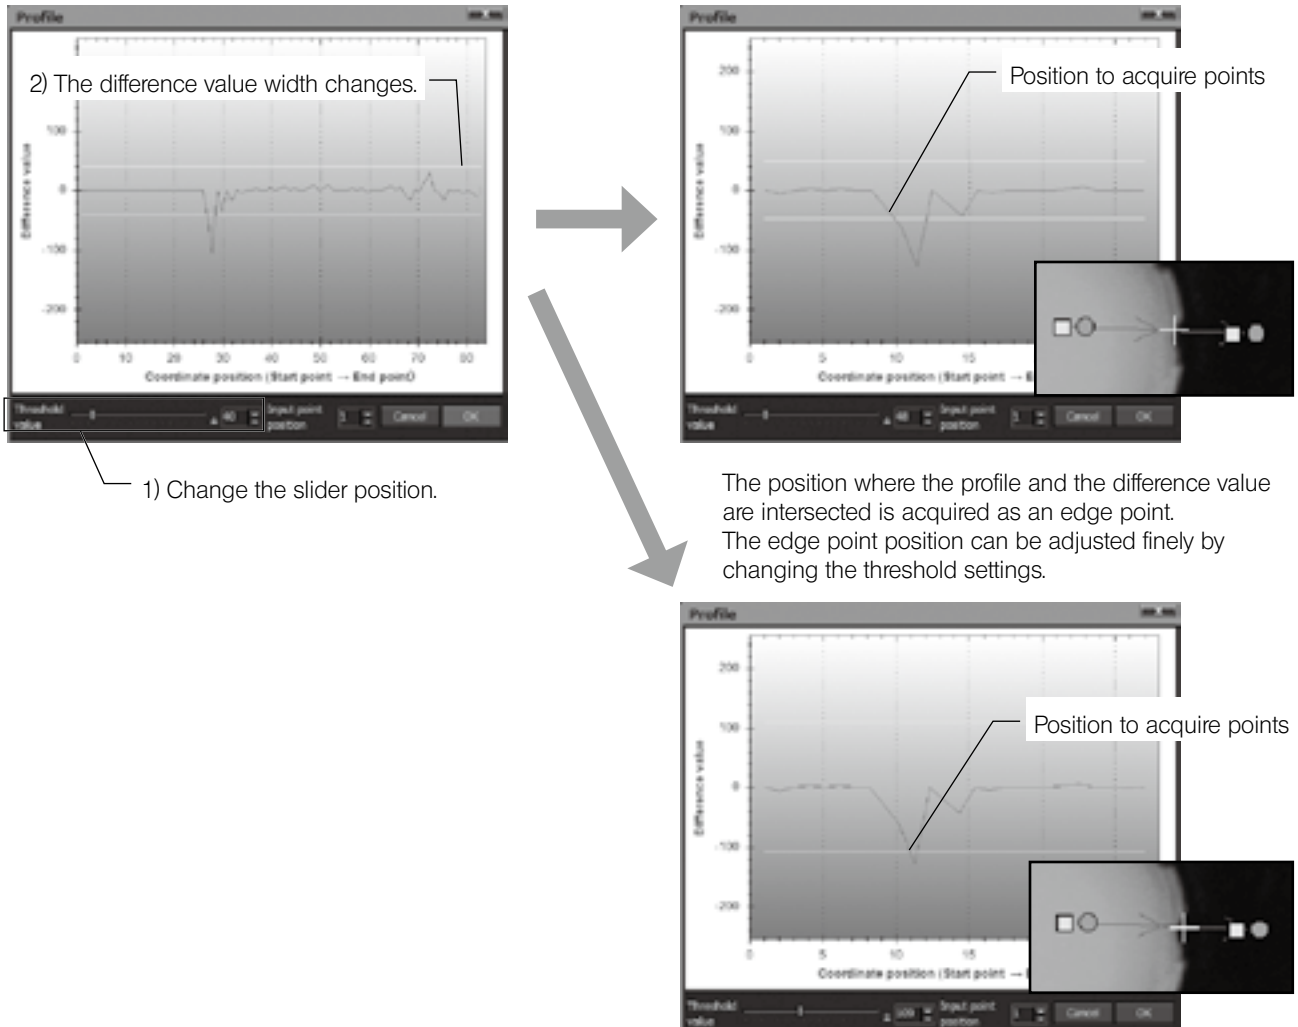 Profile
2) The difference value width changes.
100
0
-100
-200
Difference value
0 10 20 30 40 50 60 70 80
Coordinate position (Start point → End point)
Threshold value
40
Input point position
1
Cancel
OK
1) Change the slider position.
Profile
Position to acquire points
200
100
0
-100
-200
Difference value
0 5 10 15
Coordinate position (Start point →
Threshold value
Input point position
1
Cancel
OK
The position where the profile and the difference value
are intersected is acquired as an edge point.
The edge point position can be adjusted finely by
changing the threshold settings.
Profile
Position to acquire points
200
100
0
-100
-200
Difference value
0 5 10 15
Coordinate position (Start point →
Threshold value
Input point position
1
Cancel
OK